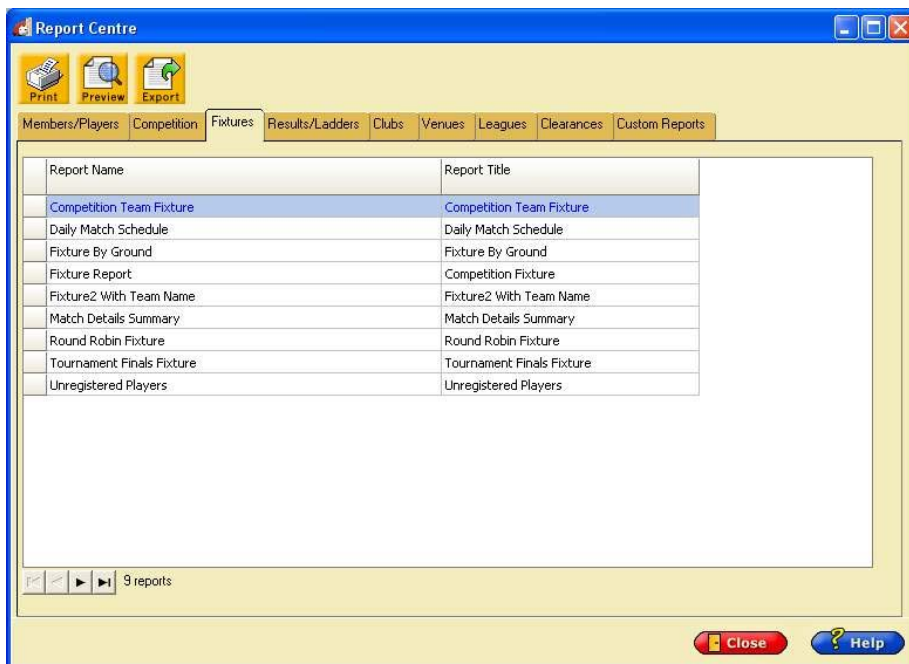 Report Centre
Print Preview Export
Members/Players Competition Fixtures Results/Ladders Clubs Venues Leagues Clearances Custom Reports
Report Name Report Title
Competition Team Fixture Competition Team Fixture
Daily Match Schedule Daily Match Schedule
Fixture By Ground Fixture By Ground
Fixture Report Competition Fixture
Fixture2 With Team Name Fixture2 With Team Name
Match Details Summary Match Details Summary
Round Robin Fixture Round Robin Fixture
Tournament Finals Fixture Tournament Finals Fixture
Unregistered Players Unregistered Players
9 reports
Close ? Help